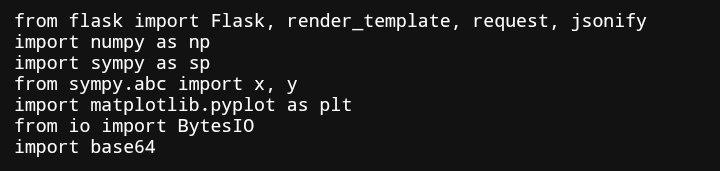 from flask import Flask, render_template, request, jsonify
import numpy as np
import sympy as sp
from sympy.abc import x, y
import matplotlib.pyplot as plt
from io import BytesIO
import base64